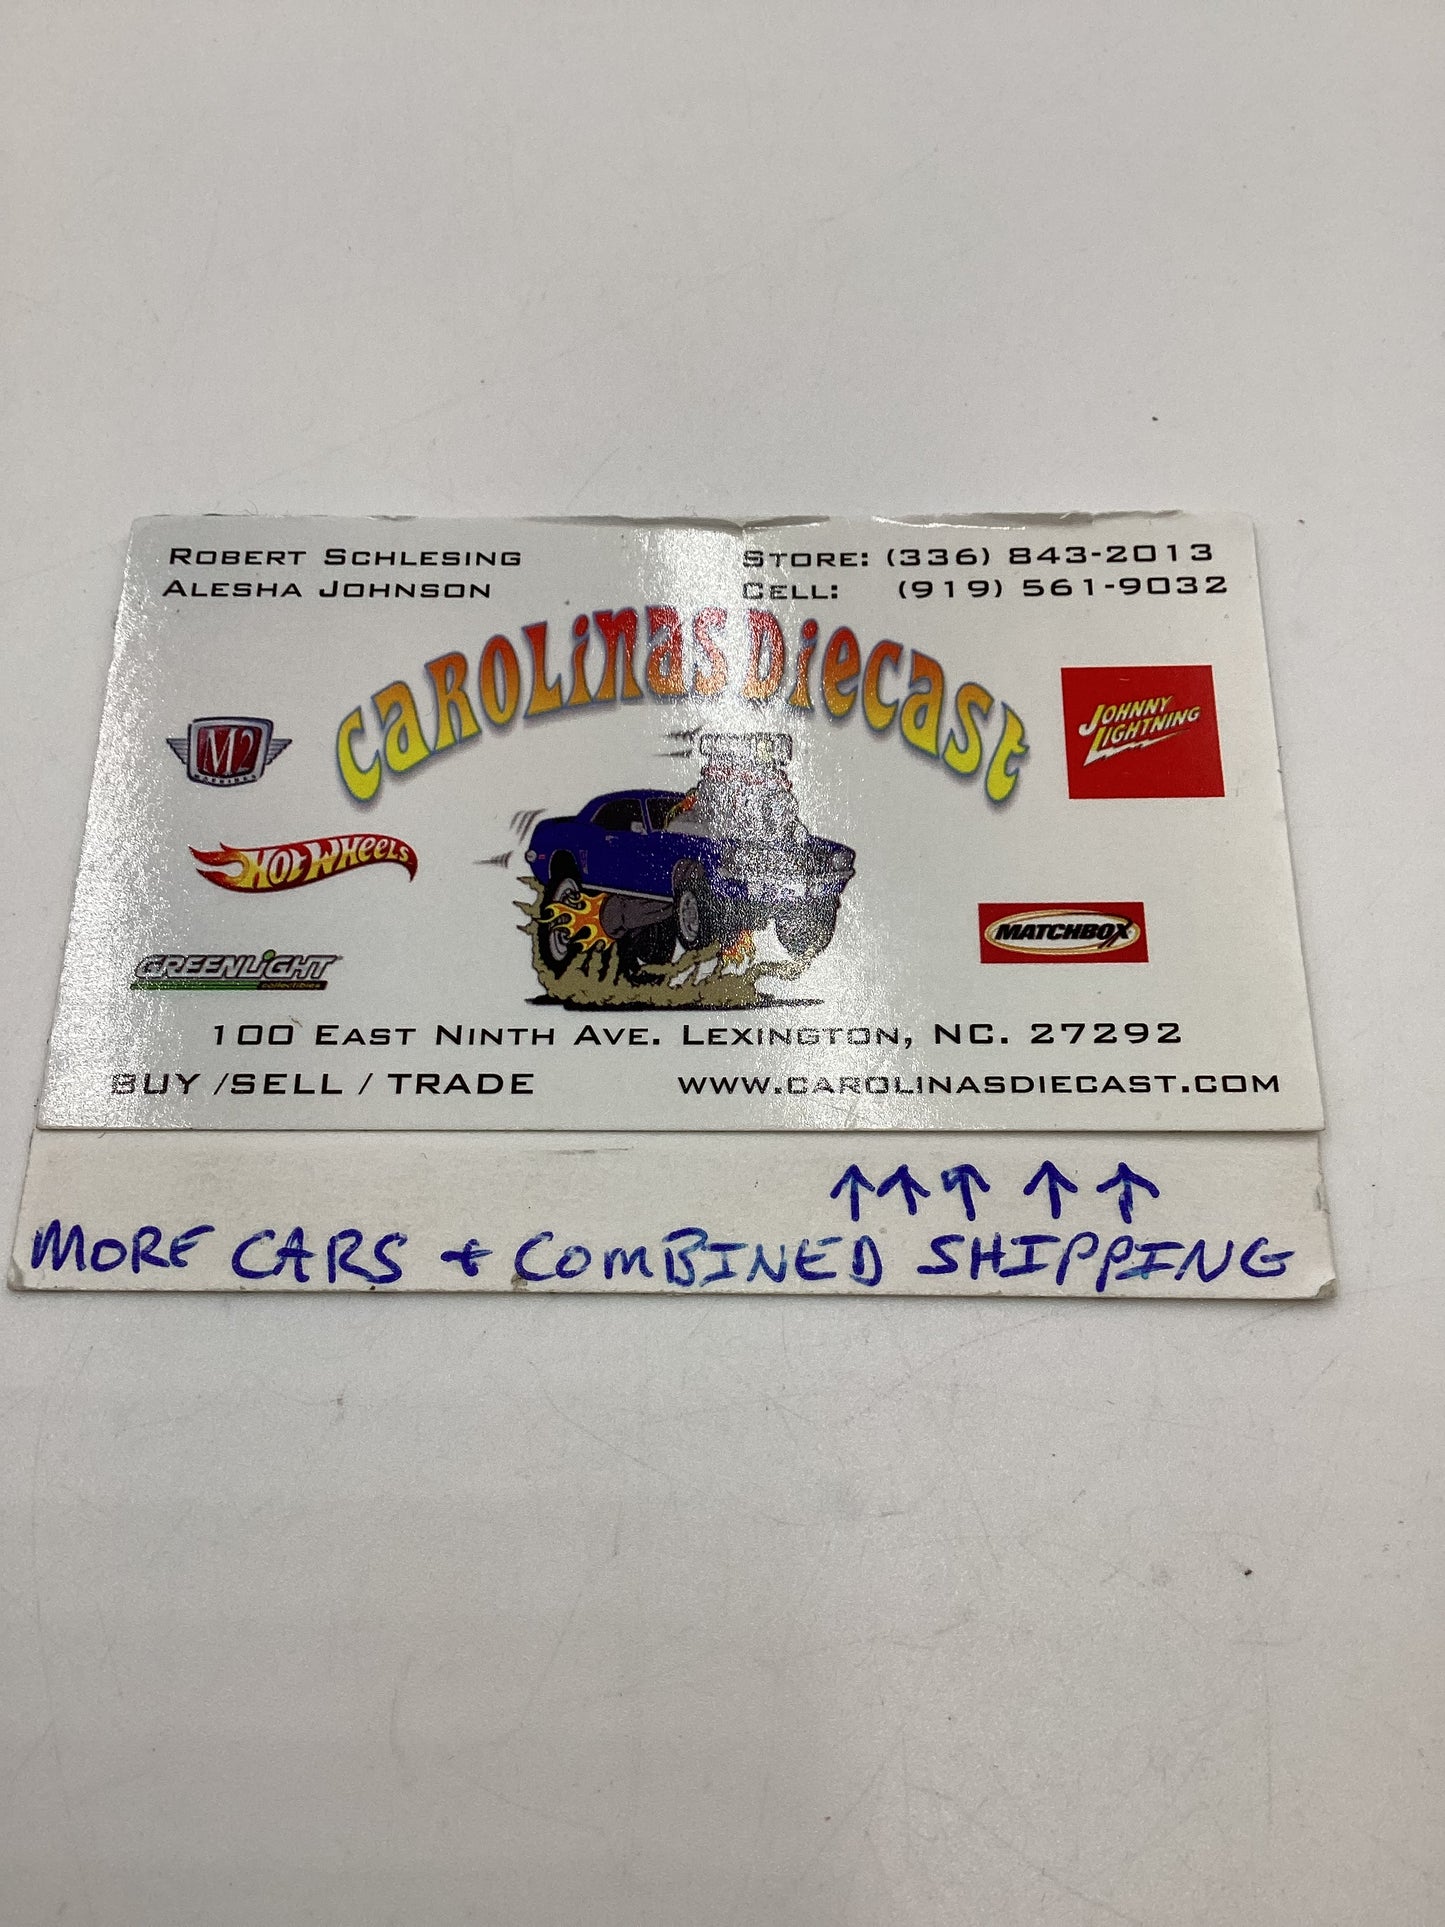 ROBERT SCHLESING
ALESHA JOHNSON
STORE: (336) 843-2013
CELL: (919) 561-9032
CAROLINAS DIECAST
M2
MACHINES
JOHNNY
LIGHTNING
HOT WHEELS
MATCHBOX
GREENLIGHT
collectibles
100 EAST NINTH AVE. LEXINGTON, NC. 27292
BUY /SELL / TRADE
WWW.CAROLINASDIECAST.COM
↑↑↑ ↑ ↑
MORE CARS + COMBINED SHIPPING